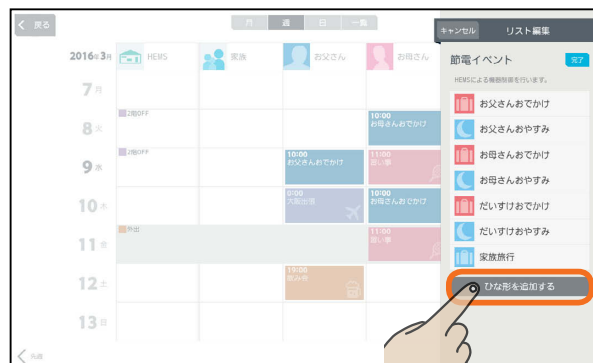 戻る
月 週 日 一覧
キャンセル リスト編集
2016年3月 HEMS 家族 お父さん お母さん
節電イベント 完了
HEMSによる機器制御を行います。
7 月
お父さんおでかけ
お父さんおやすみ
8 火
2階OFF
10:00
お母さんおでかけ
お母さんおでかけ
お母さんおやすみ
9 水
2階OFF
10:00
お父さんおでかけ
11:00
習い事
だいすけおでかけ
10 木
9:00
大阪出張
10:00
お母さんおでかけ
だいすけおやすみ
11 金
外出
11:00
習い事
家族旅行
12 土
19:00
飲み会
ひな形を追加する
13 日
先週